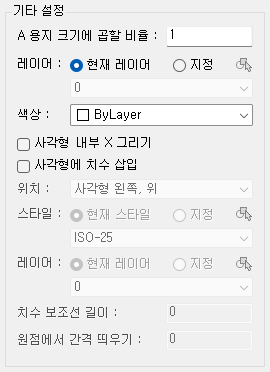 기타 설정
A 용지 크기에 곱할 비율 : 1
레이어 : 현재 레이어 지정
0
색상 : ByLayer
사각형 내부 X 그리기
사각형에 치수 삽입
위치 : 사각형 왼쪽, 위
스타일 : 현재 스타일 지정
ISO-25
레이어 : 현재 레이어 지정
0
치수 보조선 길이 : 0
원점에서 간격 띄우기 : 0